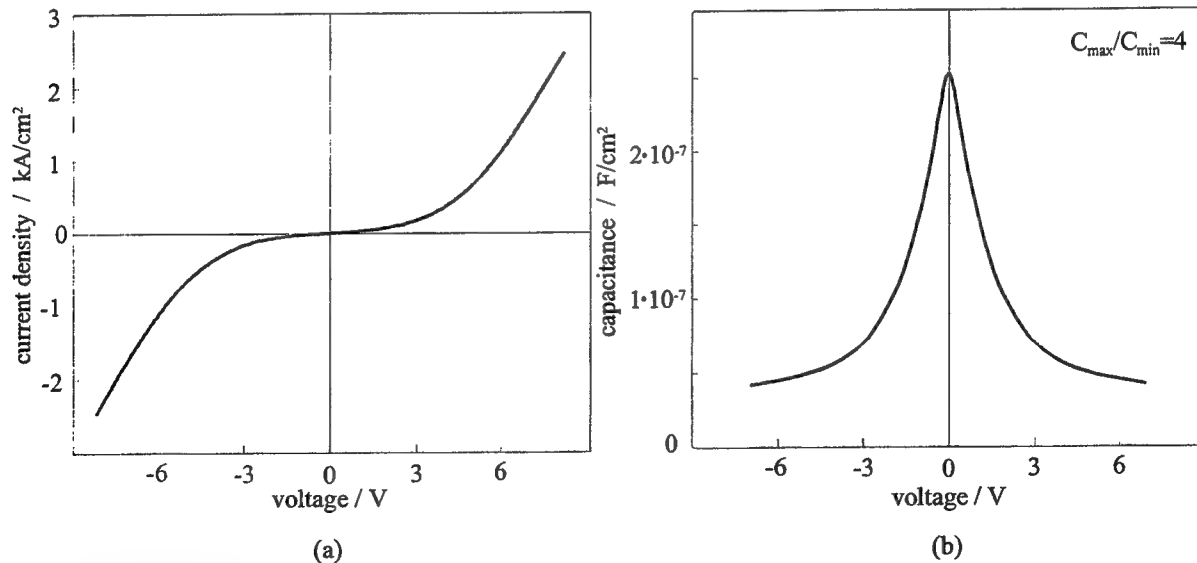 3
2
1
0
-1
-2
current density / kA/cm²
-6
-3
0
3
6
voltage / V
(a)
C_max/C_min=4
2·10⁻⁷
1·10⁻⁷
0
capacitance / F/cm²
-6
-3
0
3
6
voltage / V
(b)